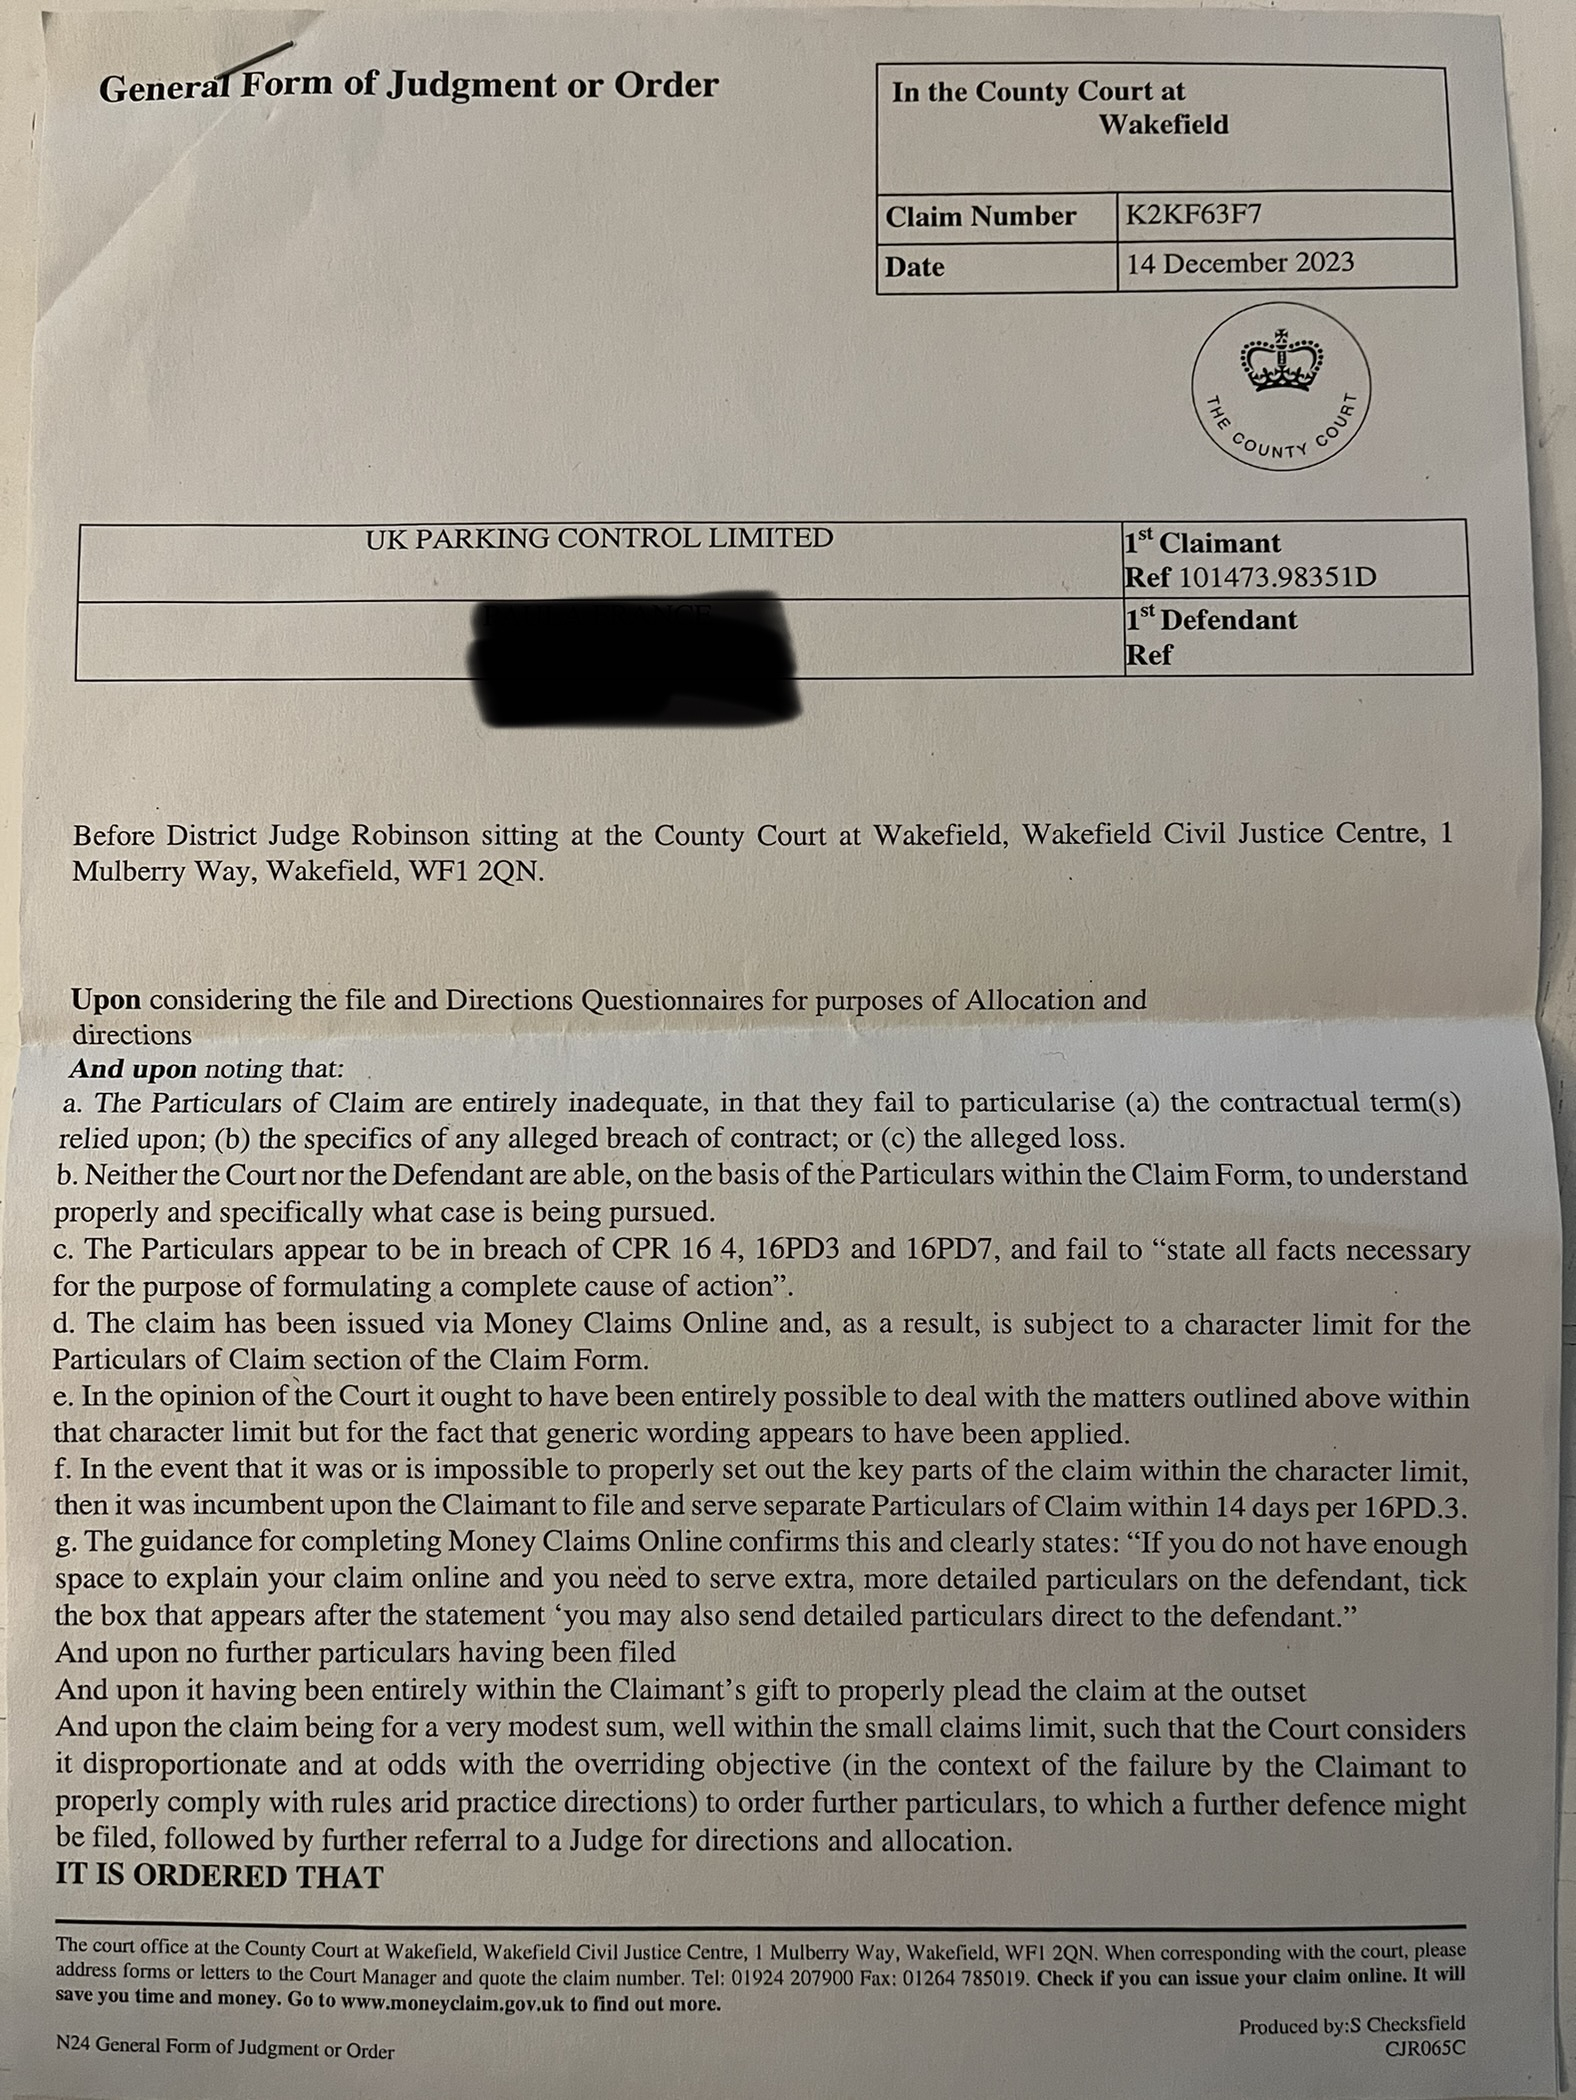 General Form of Judgment or Order
In the County Court at
Wakefield
Claim Number K2KF63F7
Date 14 December 2023
THE COUNTY COURT
UK PARKING CONTROL LIMITED
1st Claimant
Ref 101473.98351D
1st Defendant
Ref
Before District Judge Robinson sitting at the County Court at Wakefield, Wakefield Civil Justice Centre, 1
Mulberry Way, Wakefield, WF1 2QN.
Upon considering the file and Directions Questionnaires for purposes of Allocation and
directions
And upon noting that:
a. The Particulars of Claim are entirely inadequate, in that they fail to particularise (a) the contractual term(s)
relied upon; (b) the specifics of any alleged breach of contract; or (c) the alleged loss.
b. Neither the Court nor the Defendant are able, on the basis of the Particulars within the Claim Form, to understand
properly and specifically what case is being pursued.
c. The Particulars appear to be in breach of CPR 16 4, 16PD3 and 16PD7, and fail to “state all facts necessary
for the purpose of formulating a complete cause of action”.
d. The claim has been issued via Money Claims Online and, as a result, is subject to a character limit for the
Particulars of Claim section of the Claim Form.
e. In the opinion of the Court it ought to have been entirely possible to deal with the matters outlined above within
that character limit but for the fact that generic wording appears to have been applied.
f. In the event that it was or is impossible to properly set out the key parts of the claim within the character limit,
then it was incumbent upon the Claimant to file and serve separate Particulars of Claim within 14 days per 16PD.3.
g. The guidance for completing Money Claims Online confirms this and clearly states: “If you do not have enough
space to explain your claim online and you need to serve extra, more detailed particulars on the defendant, tick
the box that appears after the statement ‘you may also send detailed particulars direct to the defendant.”
And upon no further particulars having been filed
And upon it having been entirely within the Claimant’s gift to properly plead the claim at the outset
And upon the claim being for a very modest sum, well within the small claims limit, such that the Court considers
it disproportionate and at odds with the overriding objective (in the context of the failure by the Claimant to
properly comply with rules arid practice directions) to order further particulars, to which a further defence might
be filed, followed by further referral to a Judge for directions and allocation.
IT IS ORDERED THAT
The court office at the County Court at Wakefield, Wakefield Civil Justice Centre, 1 Mulberry Way, Wakefield, WF1 2QN. When corresponding with the court, please
address forms or letters to the Court Manager and quote the claim number. Tel: 01924 207900 Fax: 01264 785019. Check if you can issue your claim online. It will
save you time and money. Go to www.moneyclaim.gov.uk to find out more.
Produced by:S Checksfield
N24 General Form of Judgment or Order
CJR065C